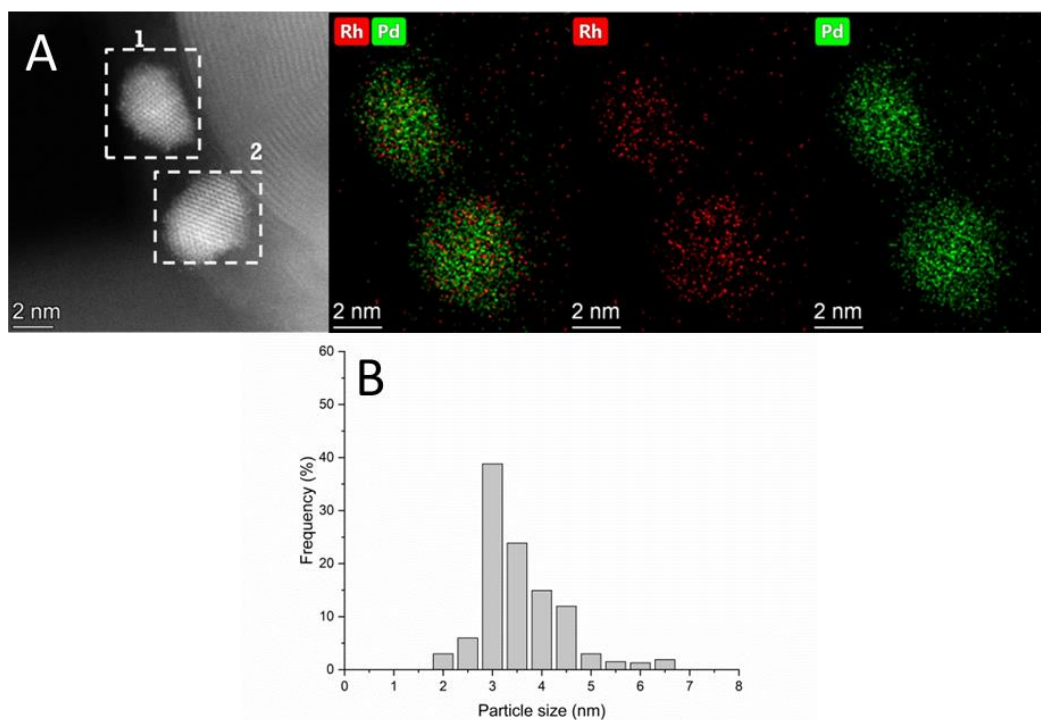 A
1
2
2 nm
Rh Pd
2 nm
Rh
2 nm
Pd
2 nm
B
60
50
40
30
20
10
0
Frequency (%)
0 1 2 3 4 5 6 7 8
Particle size (nm)